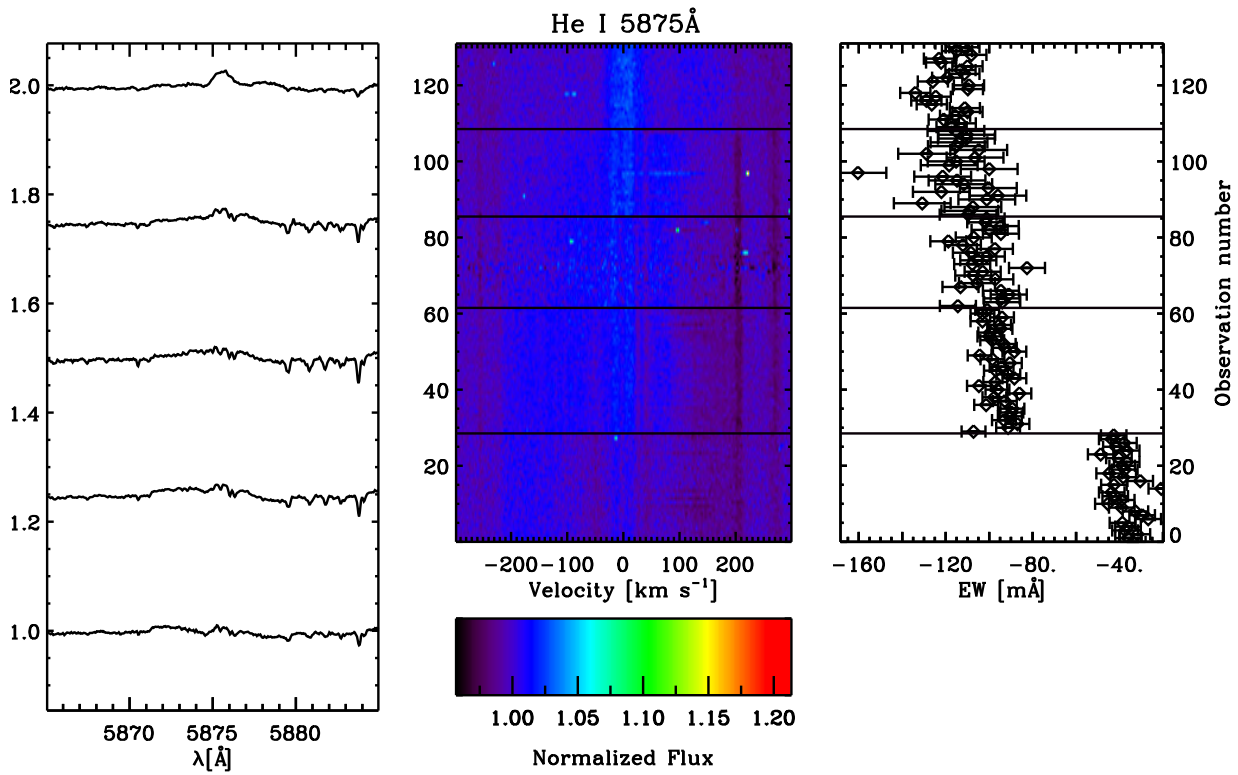 He I 5875Å
2.0
1.8
1.6
1.4
1.2
1.0
5870 5875 5880
λ[Å]
120
100
80
60
40
20
-200 -100 0 100 200
Velocity [km s⁻¹]
1.00 1.05 1.10 1.15 1.20
Normalized Flux
120
100
80
60
40
20
0
Observation number
-160 -120 -80. -40.
EW [mÅ]